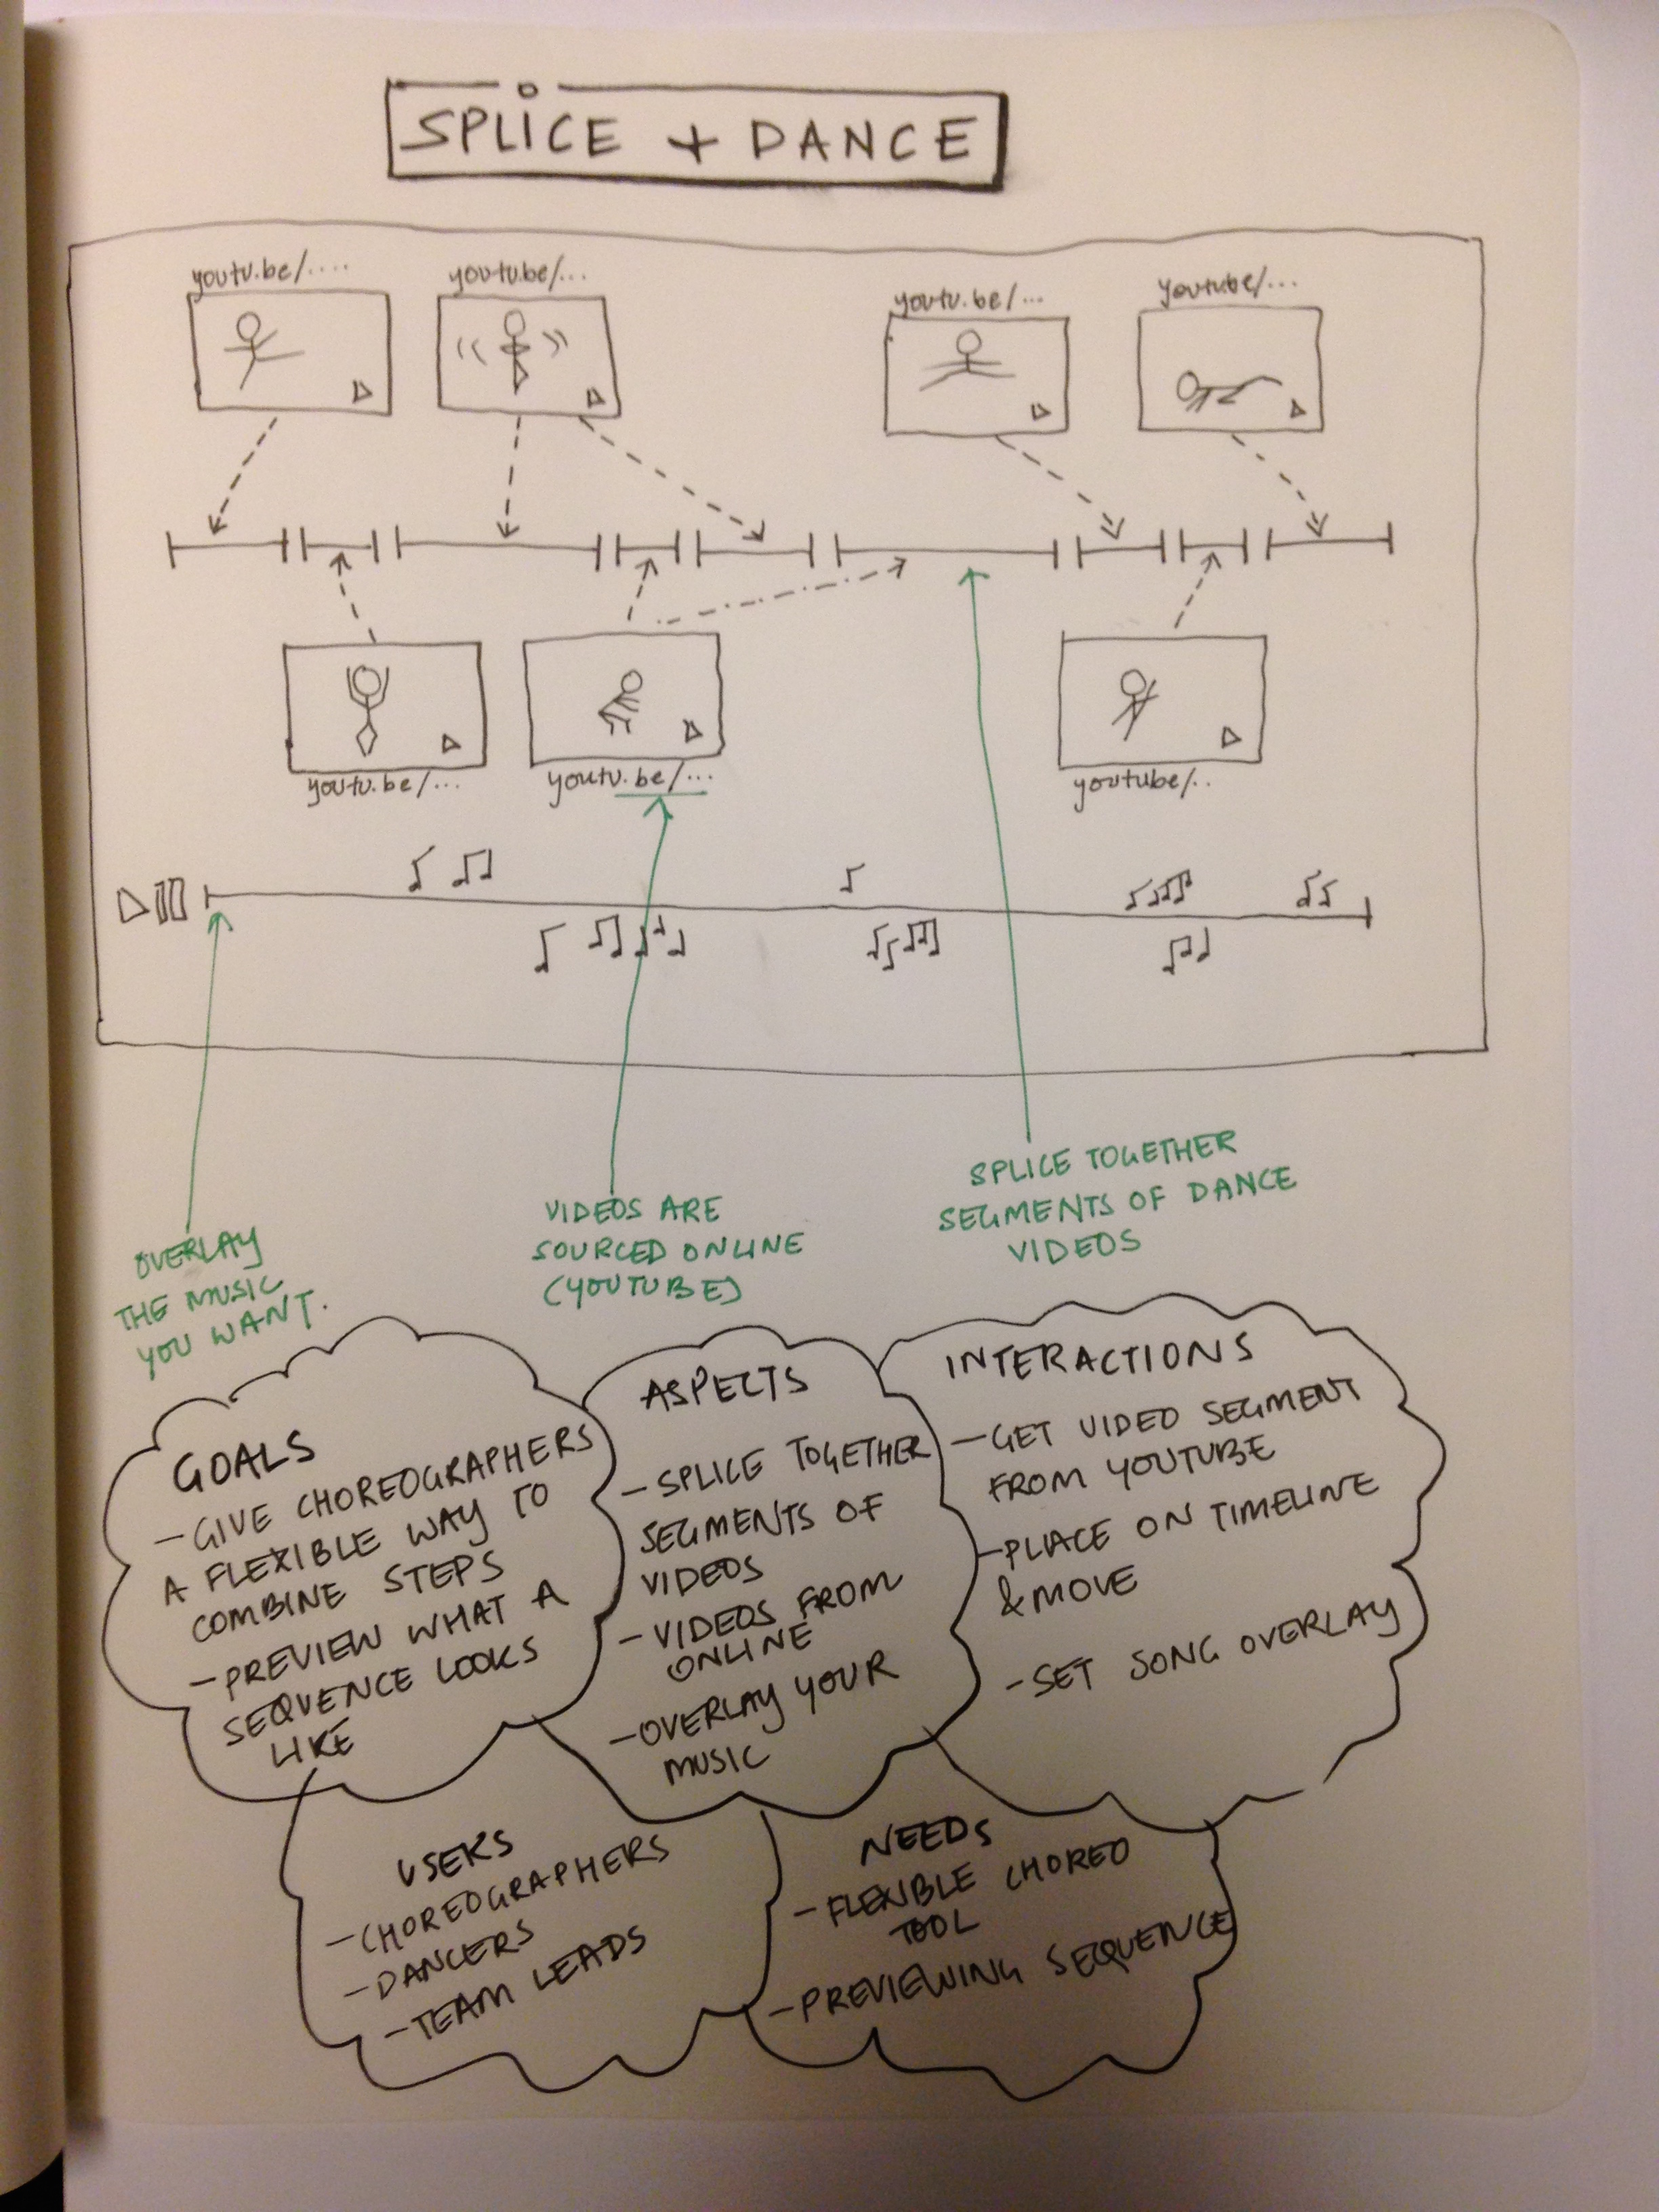 SPLICE + DANCE
youtu.be/....
youtu.be/...
youtu.be/...
youtube/...
youtu.be/...
youtu.be/...
youtube/..
OVERLAY
THE MUSIC
YOU WANT.
VIDEOS ARE
SOURCED ONLINE
(YOUTUBE)
SPLICE TOGETHER
SEGMENTS OF DANCE
VIDEOS
GOALS
-GIVE CHOREOGRAPHERS
A FLEXIBLE WAY TO
COMBINE STEPS
-PREVIEW WHAT A
SEQUENCE LOOKS
LIKE
ASPECTS
-SPLICE TOGETHER
SEGMENTS OF
VIDEOS
-VIDEOS FROM
ONLINE
-OVERLAY YOUR
MUSIC
INTERACTIONS
-GET VIDEO SEGMENT
FROM YOUTUBE
-PLACE ON TIMELINE
& MOVE
-SET SONG OVERLAY
USERS
-CHOREOGRAPHERS
-DANCERS
-TEAM LEADS
NEEDS
-FLEXIBLE CHOREO
TOOL
-PREVIEWING SEQUENCE